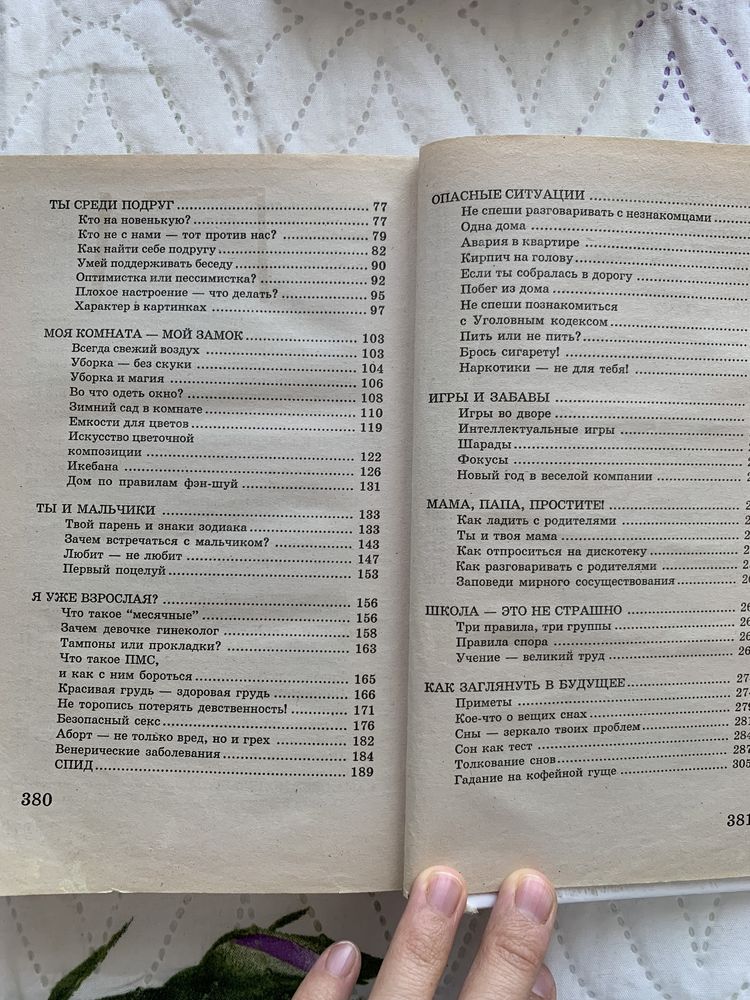 ТЫ СРЕДИ ПОДРУГ 77
Кто на новенькую? 77
Кто не с нами — тот против нас? 79
Как найти себе подругу 82
Умей поддерживать беседу 90
Оптимистка или пессимистка? 92
Плохое настроение — что делать? 95
Характер в картинках 97
МОЯ КОМНАТА — МОЙ ЗАМОК 103
Всегда свежий воздух 103
Уборка — без скуки 104
Уборка и магия 106
Во что одеть окно? 108
Зимний сад в комнате 110
Емкости для цветов 119
Искусство цветочной
композиции 122
Икебана 126
Дом по правилам фэн-шуй 131
ТЫ И МАЛЬЧИКИ 133
Твой парень и знаки зодиака 133
Зачем встречаться с мальчиком? 143
Любит — не любит 147
Первый поцелуй 153
Я УЖЕ ВЗРОСЛАЯ? 156
Что такое "месячные" 156
Зачем девочке гинеколог 158
Тампоны или прокладки? 163
Что такое ПМС,
и как с ним бороться 165
Красивая грудь — здоровая грудь 166
Не торопись потерять девственность! 171
Безопасный секс 176
Аборт — не только вред, но и грех 182
Венерические заболевания 184
СПИД 189
380
ОПАСНЫЕ СИТУАЦИИ
Не спеши разговаривать с незнакомцами
Одна дома
Авария в квартире
Кирпич на голову
Если ты собралась в дорогу
Побег из дома
Не спеши познакомиться
с Уголовным кодексом
Пить или не пить?
Брось сигарету!
Наркотики — не для тебя!
ИГРЫ И ЗАБАВЫ
Игры во дворе
Интеллектуальные игры
Шарады
Фокусы
Новый год в веселой компании
МАМА, ПАПА, ПРОСТИТЕ!
Как ладить с родителями
Ты и твоя мама
Как отпроситься на дискотеку
Как разговаривать с родителями
Заповеди мирного сосуществования
ШКОЛА — ЭТО НЕ СТРАШНО
Три правила, три группы
Правила спора
Учение — великий труд
КАК ЗАГЛЯНУТЬ В БУДУЩЕЕ
Приметы
Кое-что о вещих снах 279
Сны — зеркало твоих проблем 281
Сон как тест 284
Толкование снов 287
Гадание на кофейной гуще 305
381